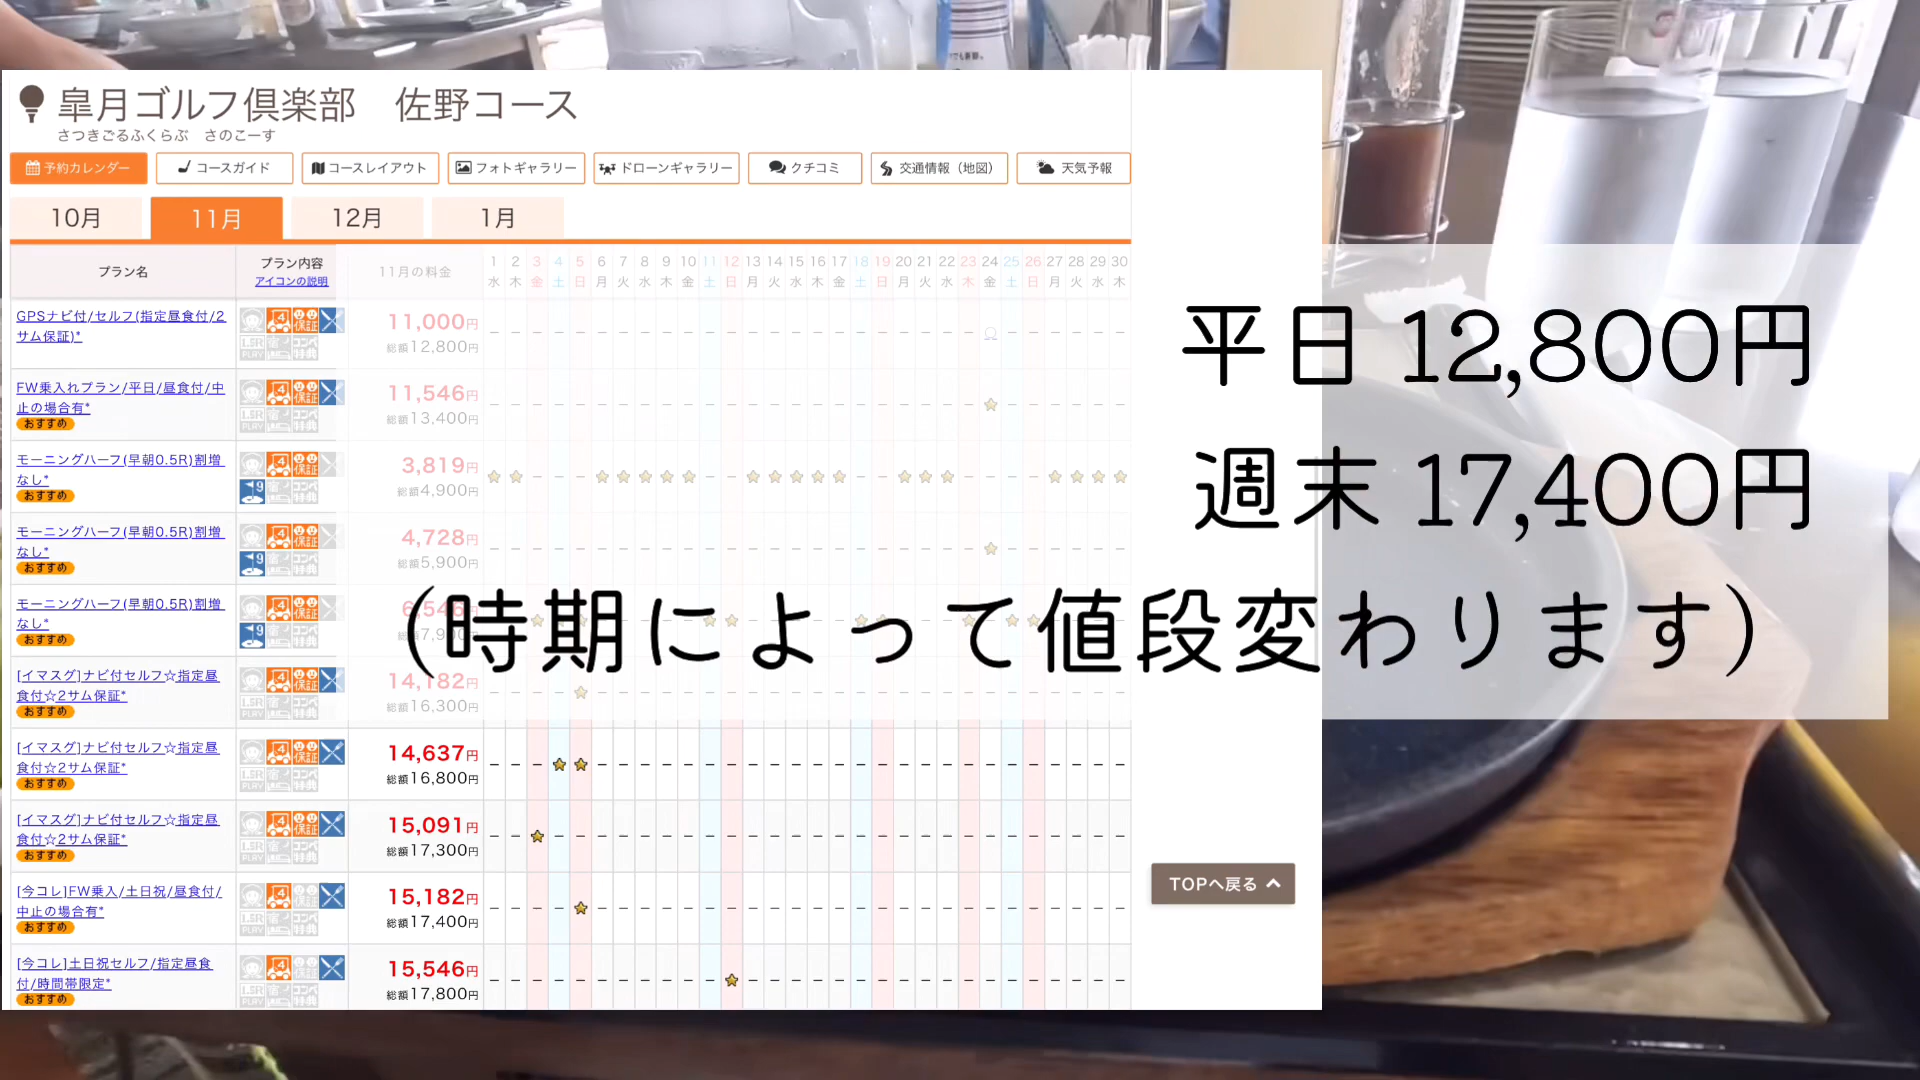 皐月ゴルフ倶楽部　佐野コース
さつきごるふくらぶ　さのこーす
予約カレンダー
コースガイド
コースレイアウト
フォトギャラリー
ドローンギャラリー
クチコミ
交通情報（地図）
天気予報
10月 11月 12月 1月
プラン名
プラン内容
アイコンの説明
11月の料金
1 2 3 4 5 6 7 8 9 10 11 12 13 14 15 16 17 18 19 20 21 22 23 24 25 26 27 28 29 30
水 木 金 土 日 月 火 水 木 金 土 日 月 火 水 木 金 土 日 月 火 水 木 金 土 日 月 火 水 木
GPSナビ付/セルフ(指定昼食付/2
サム保証)*
11,000円
総額12,800円
FW乗入れプラン/平日/昼食付/中
止の場合有*
おすすめ
11,546円
総額13,400円
モーニングハーフ(早朝0.5R)割増
なし*
おすすめ
3,819円
総額4,900円
モーニングハーフ(早朝0.5R)割増
なし*
おすすめ
4,728円
総額5,900円
モーニングハーフ(早朝0.5R)割増
なし*
おすすめ
6,546円
総額7,900円
[イマスグ]ナビ付セルフ☆指定昼
食付☆2サム保証*
おすすめ
14,182円
総額16,300円
[イマスグ]ナビ付セルフ☆指定昼
食付☆2サム保証*
おすすめ
14,637円
総額16,800円
[イマスグ]ナビ付セルフ☆指定昼
食付☆2サム保証*
おすすめ
15,091円
総額17,300円
[今コレ]FW乗入/土日祝/昼食付/
中止の場合有*
おすすめ
15,182円
総額17,400円
[今コレ]土日祝セルフ/指定昼食
付/時間帯限定*
おすすめ
15,546円
総額17,800円
平日 12,800円
週末 17,400円
(時期によって値段変わります)
TOPへ戻る